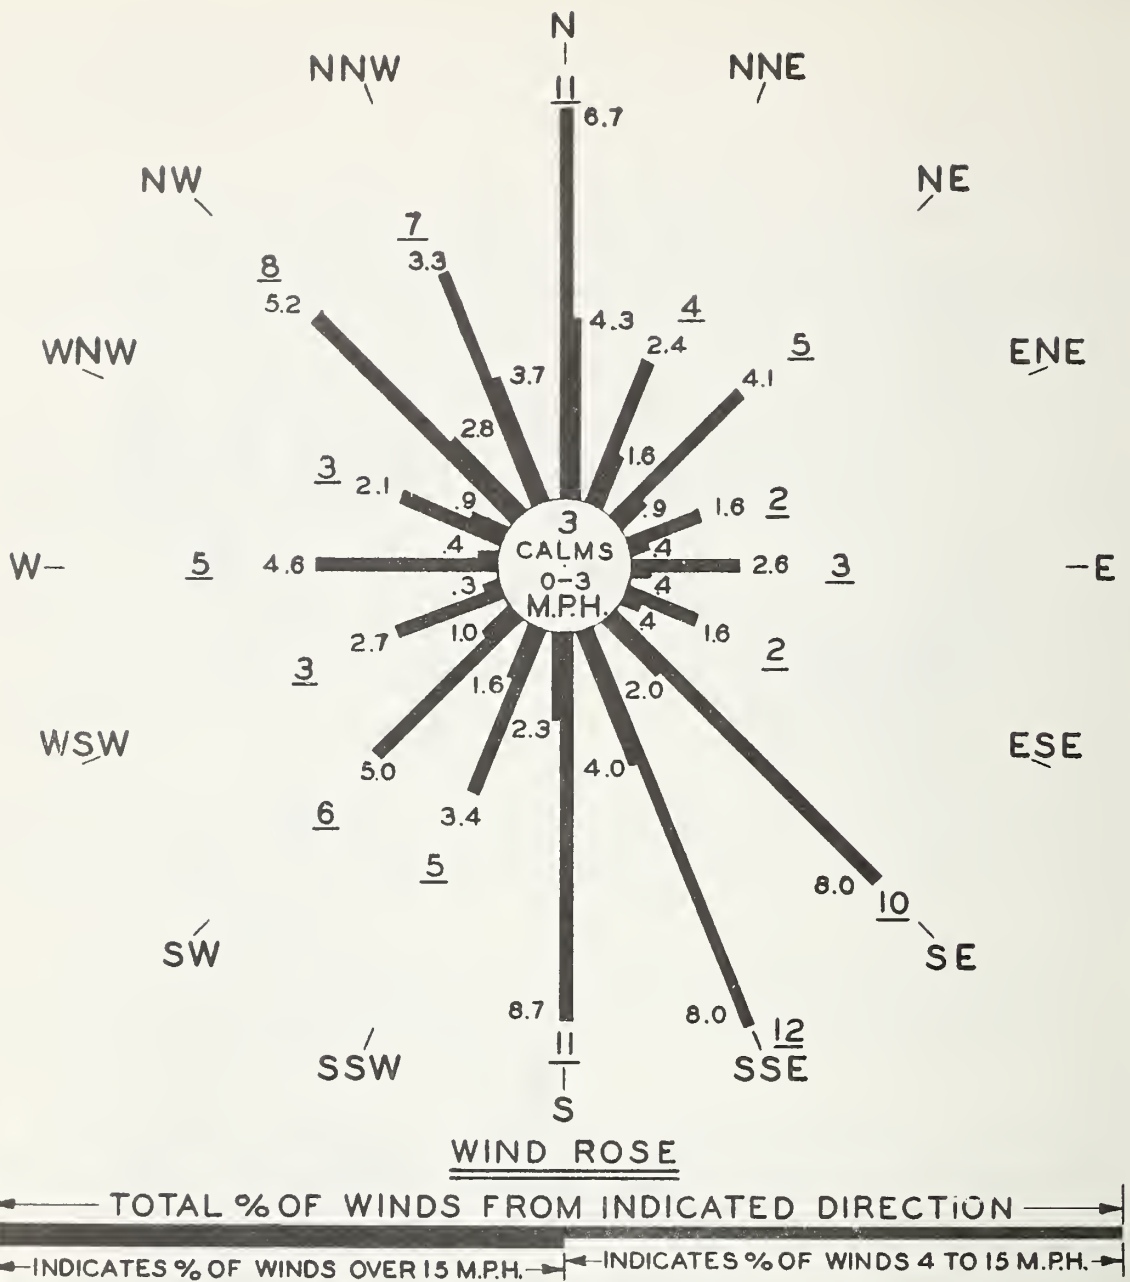 N
NNW
NNE
11
6.7
NW
NE
7
3.3
8
5.2
4.3
4
2.4
5
4.1
WNW
ENE
3.7
2.8
1.6
3
2.1
.9
.9
1.6
2
3
CALMS
0-3
M.P.H.
W
5
4.6
.4
.4
2.6
3
E
.3
.4
2.7
3
1.0
.4
1.6
2
1.6
2.0
WSW
2.3
ESE
5.0
4.0
6
3.4
5
8.0
10
SW
SE
8.7
8.0
12
11
SSW
SSE
S
WIND ROSE
TOTAL % OF WINDS FROM INDICATED DIRECTION
INDICATES % OF WINDS OVER 15 M.P.H.
INDICATES % OF WINDS 4 TO 15 M.P.H.